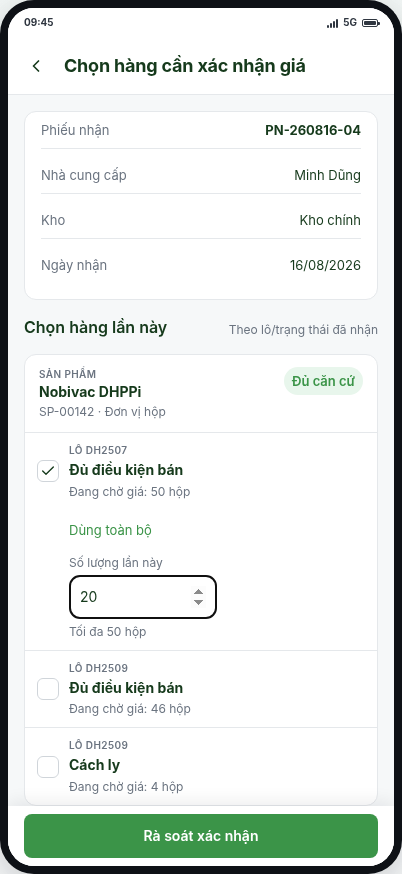 09:45
5G
Chọn hàng cần xác nhận giá
Phiếu nhận PN-260816-04
Nhà cung cấp Minh Dũng
Kho Kho chính
Ngày nhận 16/08/2026
Chọn hàng lần này Theo lô/trạng thái đã nhận
SẢN PHẨM
Nobivac DHPPi
Đủ căn cứ
SP-00142 · Đơn vị hộp
LÔ DH2507
Đủ điều kiện bán
Đang chờ giá: 50 hộp
Dùng toàn bộ
Số lượng lần này
20
Tối đa 50 hộp
LÔ DH2509
Đủ điều kiện bán
Đang chờ giá: 46 hộp
LÔ DH2509
Cách ly
Đang chờ giá: 4 hộp
Rà soát xác nhận